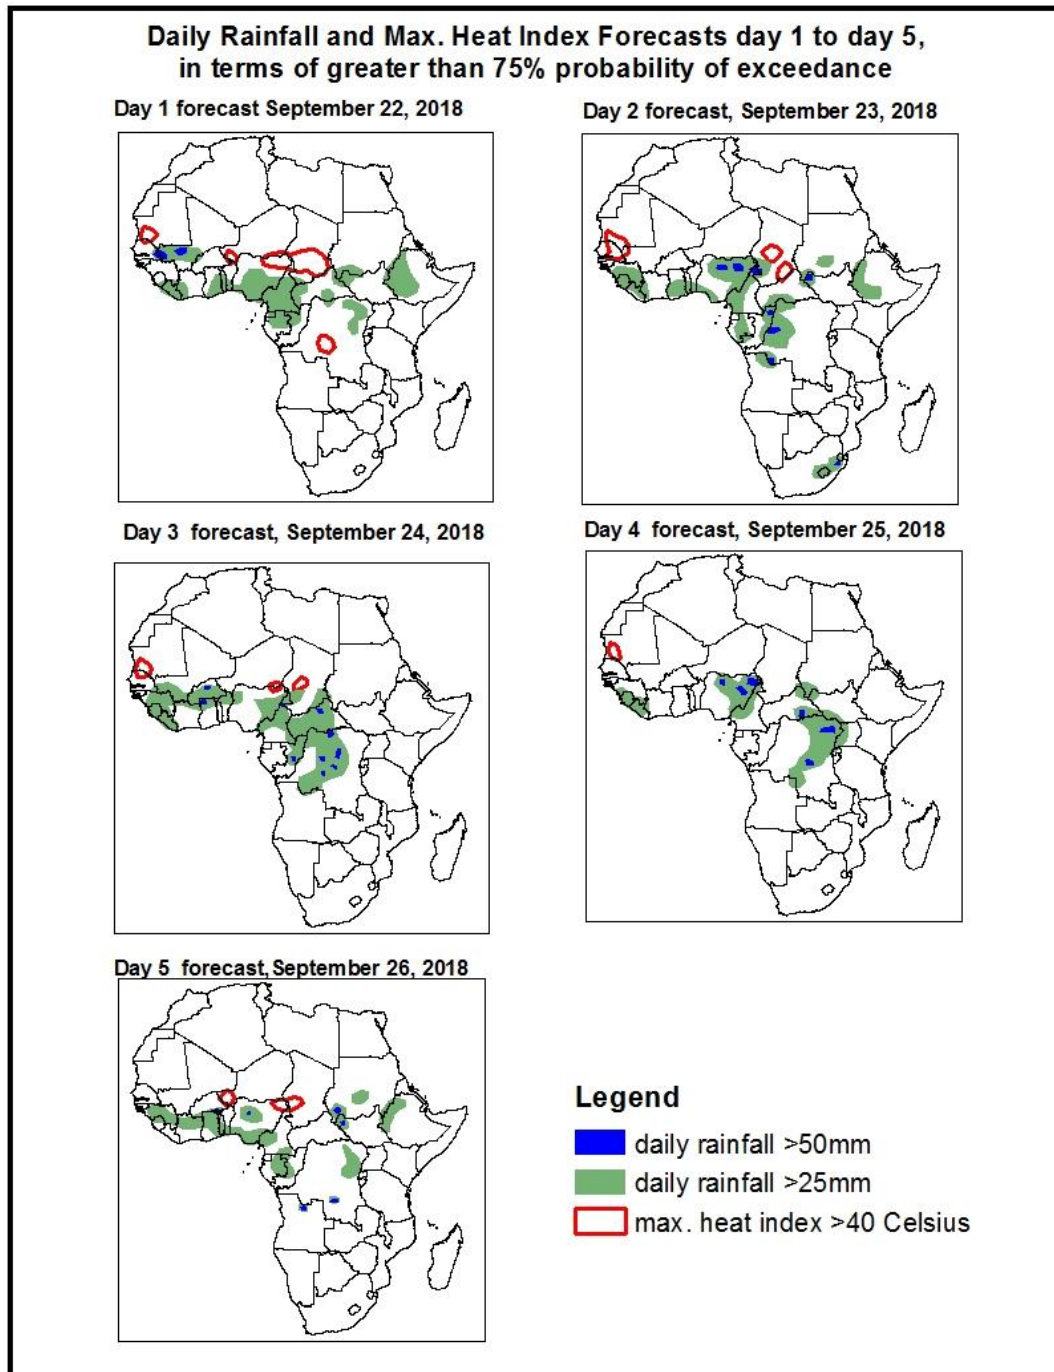 Daily Rainfall and Max. Heat Index Forecasts day 1 to day 5,
in terms of greater than 75% probability of exceedance
Day 1 forecast September 22, 2018
Day 2 forecast, September 23, 2018
Day 3 forecast, September 24, 2018
Day 4 forecast, September 25, 2018
Day 5 forecast, September 26, 2018
Legend
daily rainfall >50mm
daily rainfall >25mm
max. heat index >40 Celsius